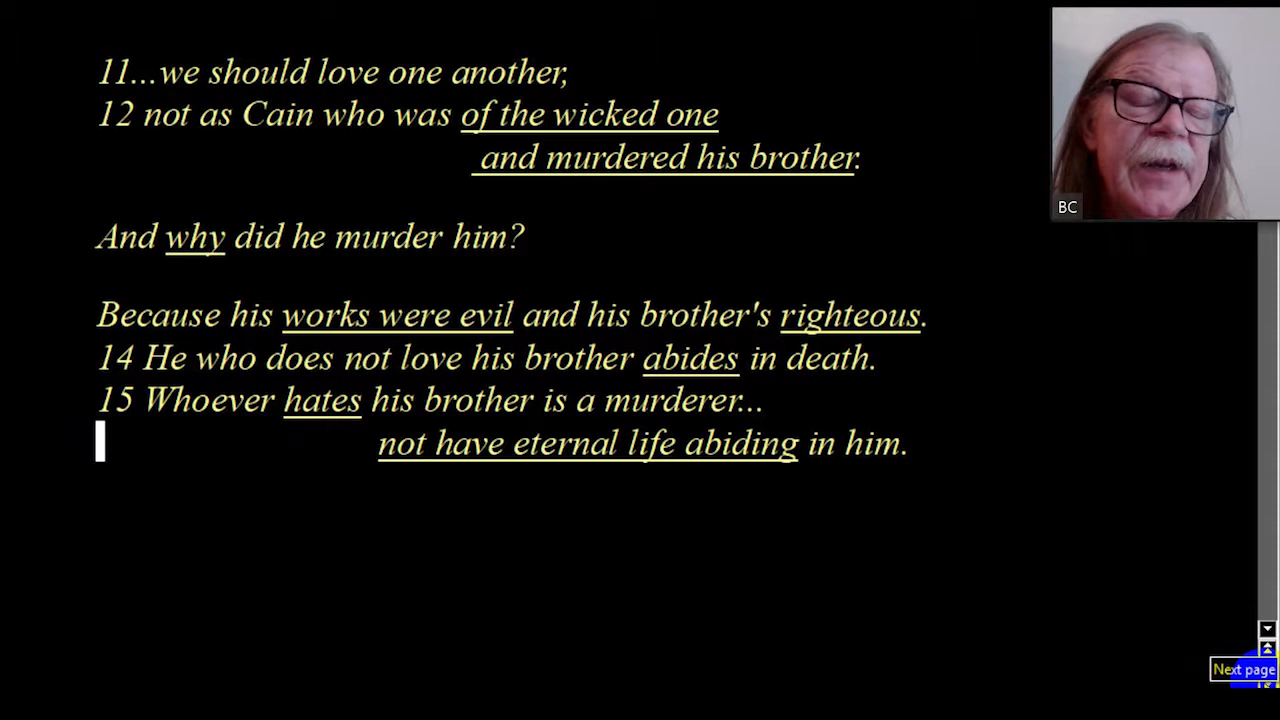 11...we should love one another,
12 not as Cain who was of the wicked one
and murdered his brother.
And why did he murder him?
Because his works were evil and his brother's righteous.
14 He who does not love his brother abides in death.
15 Whoever hates his brother is a murderer...
not have eternal life abiding in him.
BC
Next page